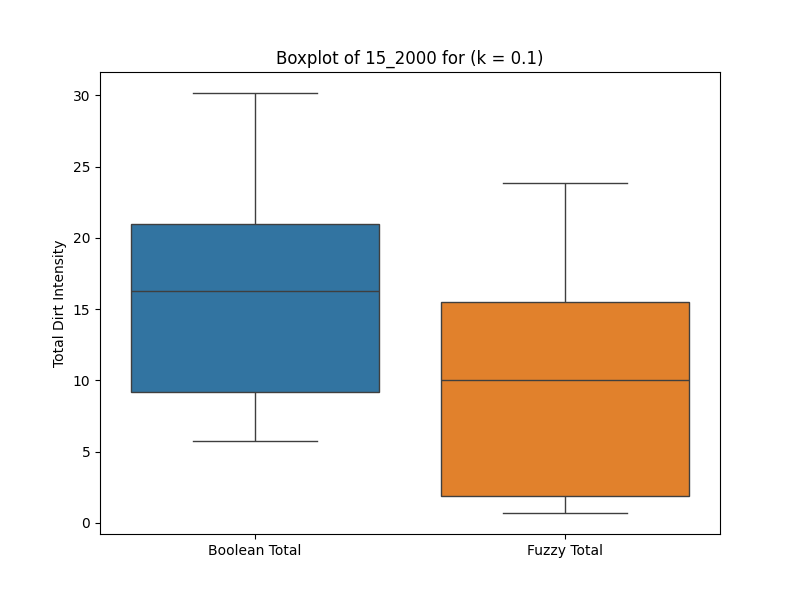 Boxplot of 15_2000 for (k = 0.1)
Total Dirt Intensity
30
25
20
15
10
5
0
Boolean Total
Fuzzy Total